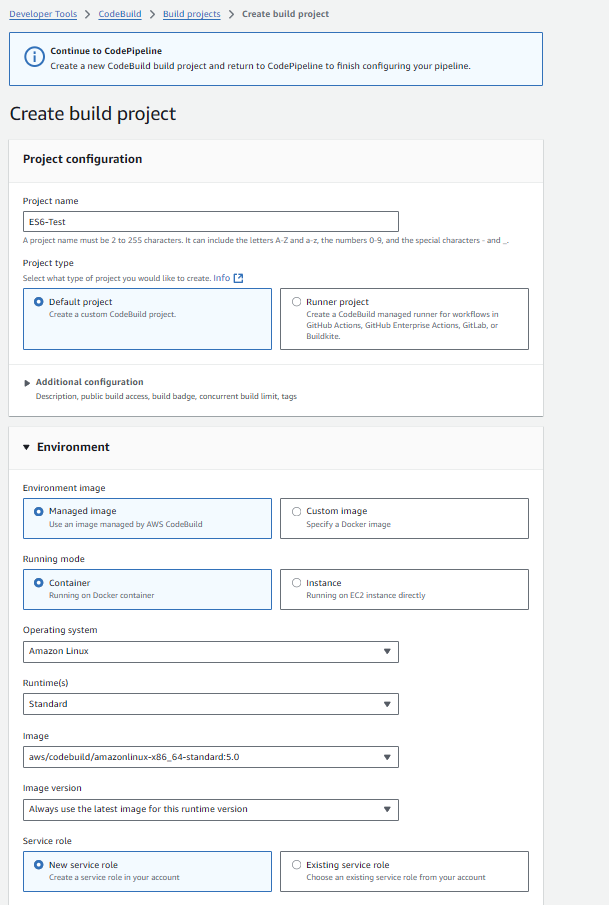 Developer Tools > CodeBuild > Build projects > Create build project
Continue to CodePipeline
Create a new CodeBuild build project and return to CodePipeline to finish configuring your pipeline.
Create build project
Project configuration
Project name
ES6-Test
A project name must be 2 to 255 characters. It can include the letters A-Z and a-z, the numbers 0-9, and the special characters - and _.
Project type
Select what type of project you would like to create. Info
Default project
Create a custom CodeBuild project.
Runner project
Create a CodeBuild managed runner for workflows in
GitHub Actions, GitHub Enterprise Actions, GitLab, or
Buildkite.
Additional configuration
Description, public build access, build badge, concurrent build limit, tags
Environment
Environment image
Managed image
Use an image managed by AWS CodeBuild
Custom image
Specify a Docker image
Running mode
Container
Running on Docker container
Instance
Running on EC2 instance directly
Operating system
Amazon Linux
Runtime(s)
Standard
Image
aws/codebuild/amazonlinux-x86_64-standard:5.0
Image version
Always use the latest image for this runtime version
Service role
New service role
Create a service role in your account
Existing service role
Choose an existing service role from your account